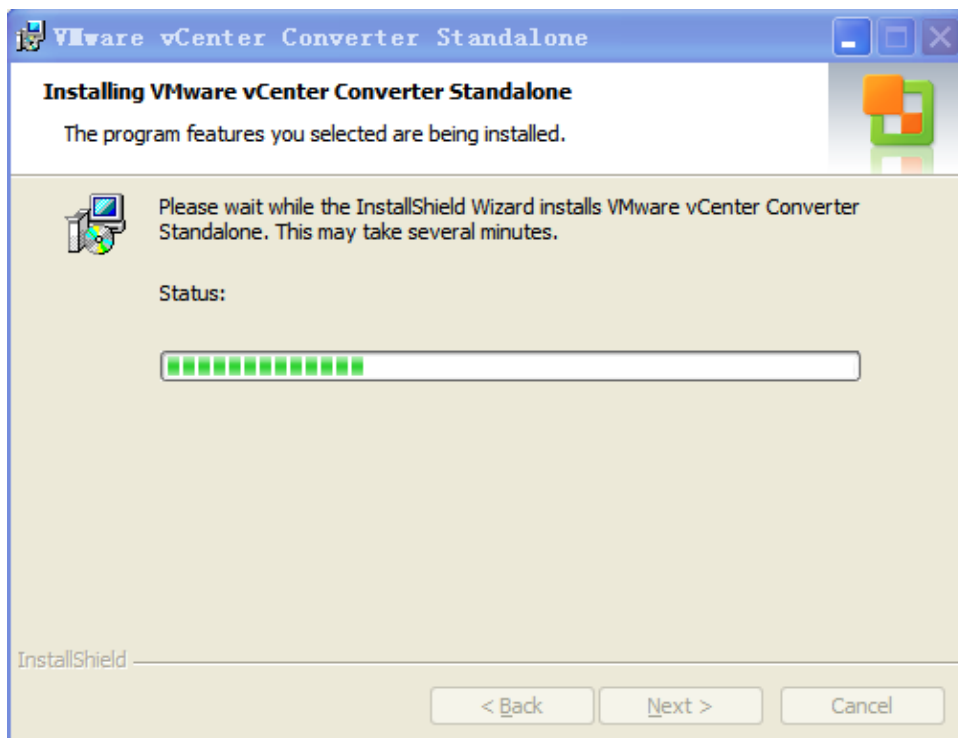 VMware vCenter Converter Standalone
Installing VMware vCenter Converter Standalone
The program features you selected are being installed.
Please wait while the InstallShield Wizard installs VMware vCenter Converter
Standalone. This may take several minutes.
Status:
InstallShield
< Back
Next >
Cancel